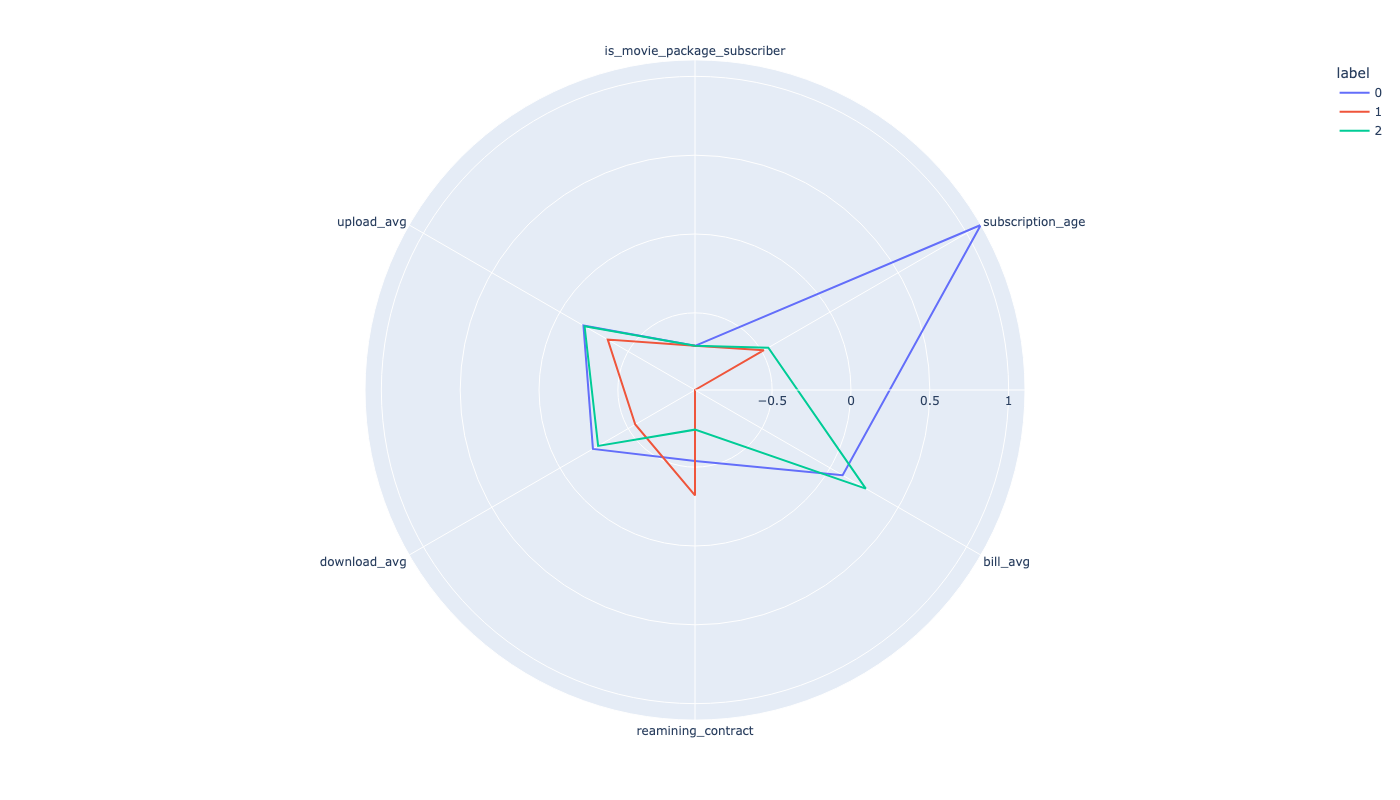 is_movie_package_subscriber
label
0
1
2
upload_avg
subscription_age
−0.5
0
0.5
1
download_avg
bill_avg
reamining_contract